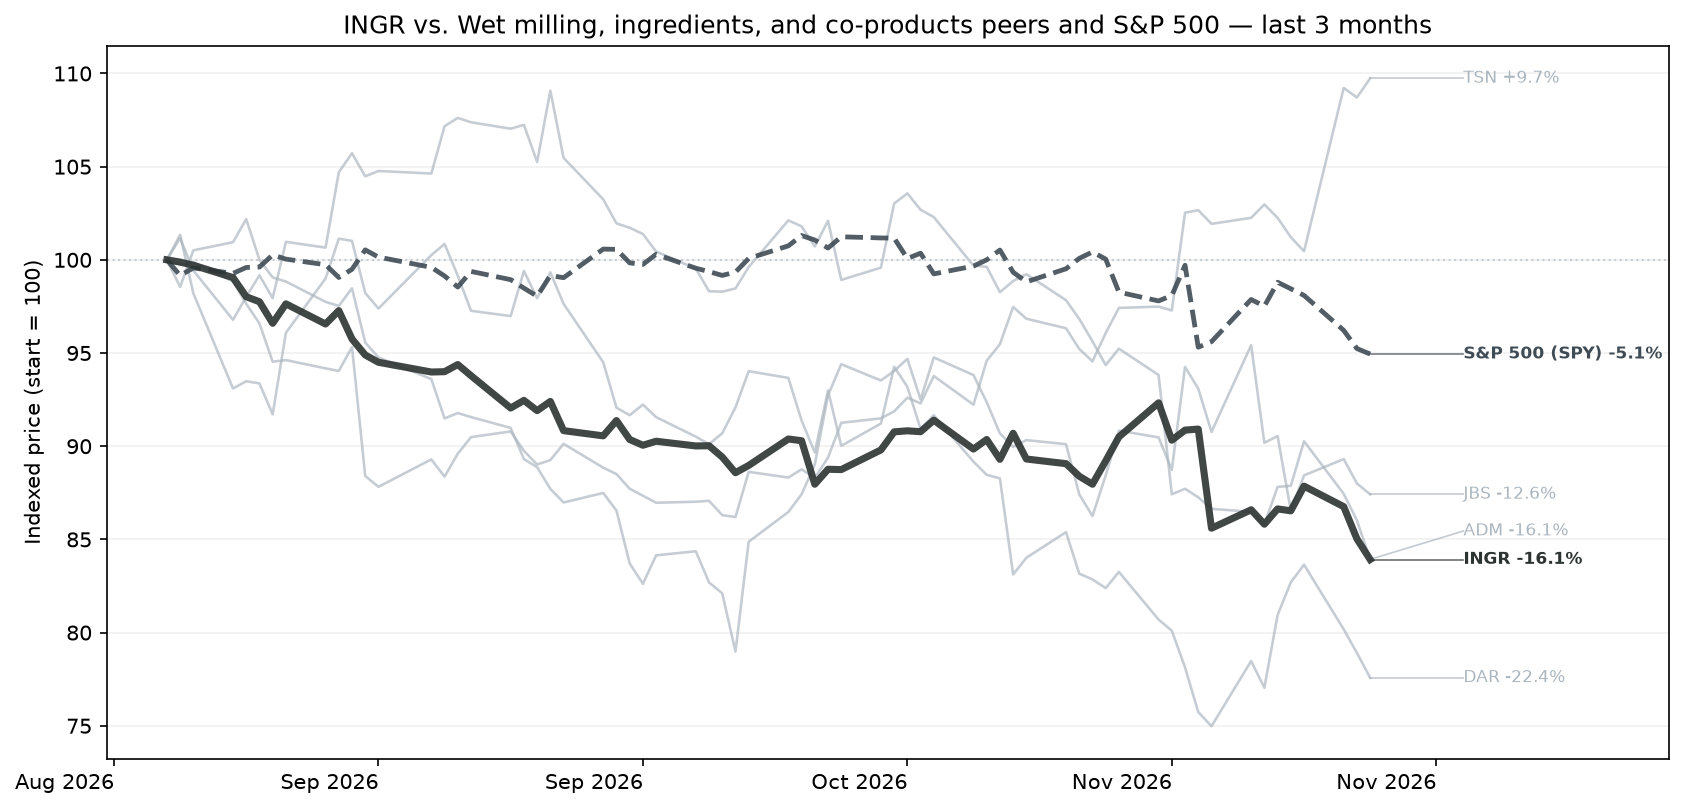 INGR vs. Wet milling, ingredients, and co-products peers and S&P 500 — last 3 months
Indexed price (start = 100)
110
105
100
95
90
85
80
75
TSN +9.7%
S&P 500 (SPY) -5.1%
JBS -12.6%
ADM -16.1%
INGR -16.1%
DAR -22.4%
Aug 2026
Sep 2026
Sep 2026
Oct 2026
Nov 2026
Nov 2026